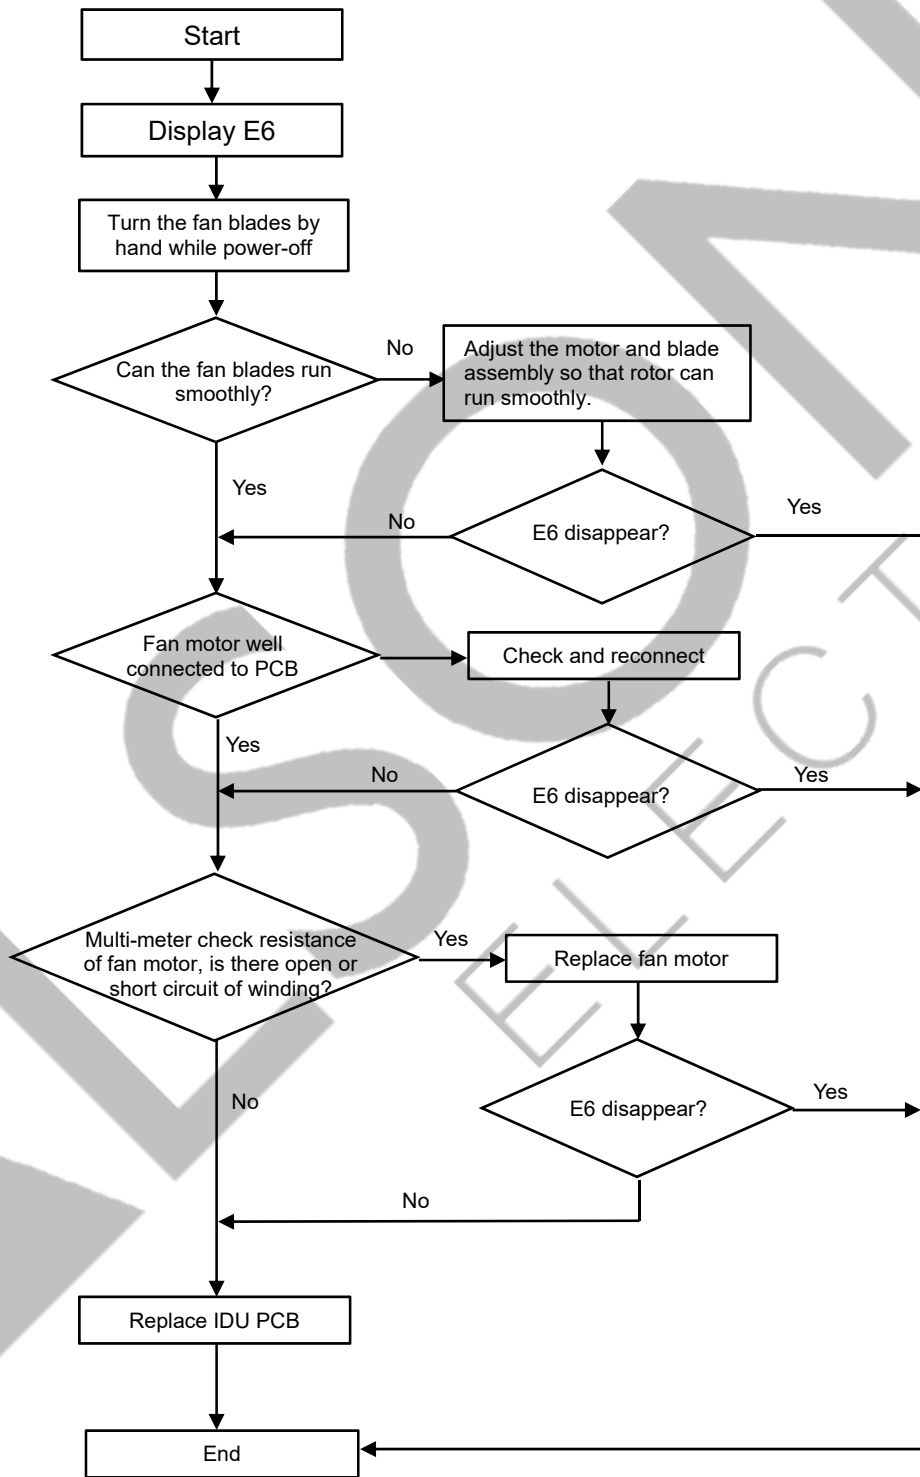 Start
Display E6
Turn the fan blades by
hand while power-off
Can the fan blades run
smoothly?
No
Adjust the motor and blade
assembly so that rotor can
run smoothly.
Yes
No
E6 disappear?
Yes
Fan motor well
connected to PCB
Check and reconnect
Yes
No
E6 disappear?
Yes
Multi-meter check resistance
of fan motor, is there open or
short circuit of winding?
Yes
Replace fan motor
No
E6 disappear?
Yes
No
Replace IDU PCB
End